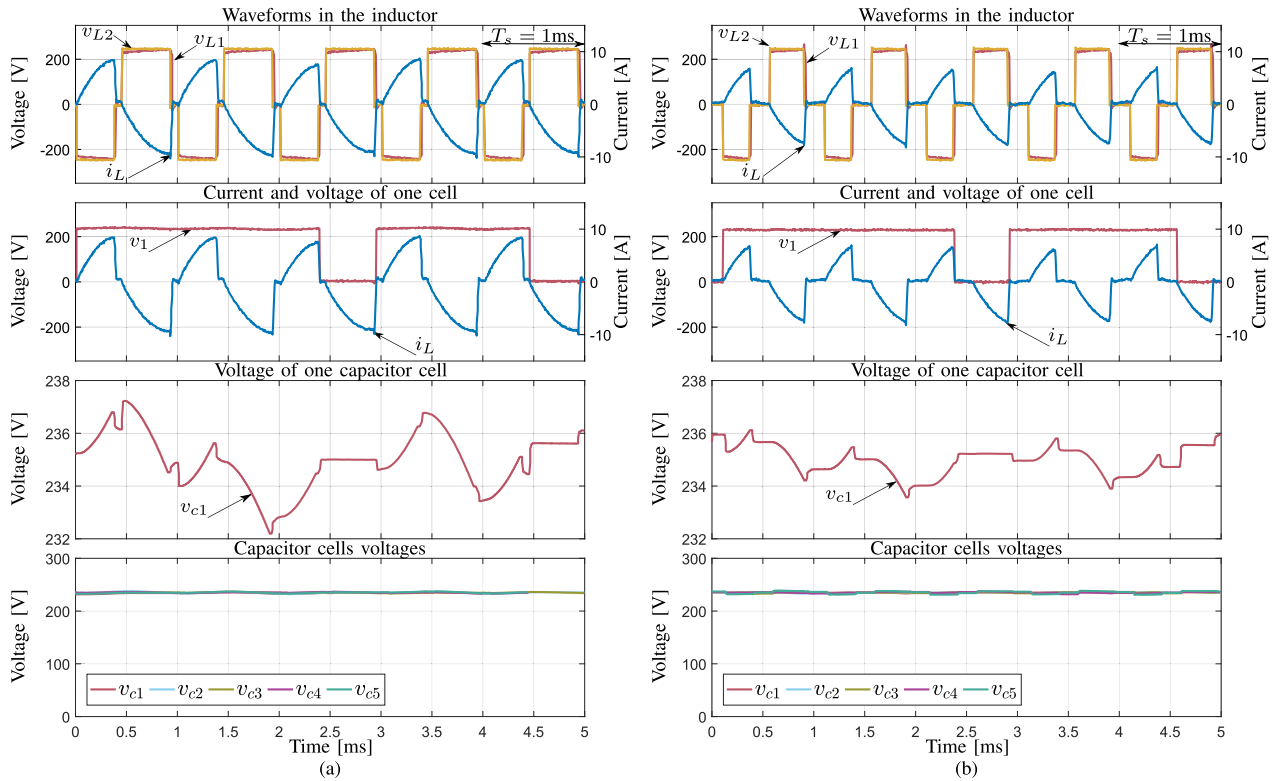 Waveforms in the inductor
Voltage [V]
200
0
-200
v_{L2}
v_{L1}
T_s = 1ms
i_L
10
0
-10
Current [A]
Current and voltage of one cell
Voltage [V]
200
0
-200
v_1
i_L
10
0
-10
Current [A]
Voltage of one capacitor cell
Voltage [V]
238
236
234
232
v_{c1}
Capacitor cells voltages
Voltage [V]
300
200
100
0
v_{c1} v_{c2} v_{c3} v_{c4} v_{c5}
0 0.5 1 1.5 2 2.5 3 3.5 4 4.5 5
Time [ms]
(a)
Waveforms in the inductor
Voltage [V]
200
0
-200
v_{L2}
v_{L1}
T_s = 1ms
i_L
10
0
-10
Current [A]
Current and voltage of one cell
Voltage [V]
200
0
-200
v_1
i_L
10
0
-10
Current [A]
Voltage of one capacitor cell
Voltage [V]
238
236
234
232
v_{c1}
Capacitor cells voltages
Voltage [V]
300
200
100
0
v_{c1} v_{c2} v_{c3} v_{c4} v_{c5}
0 0.5 1 1.5 2 2.5 3 3.5 4 4.5 5
Time [ms]
(b)